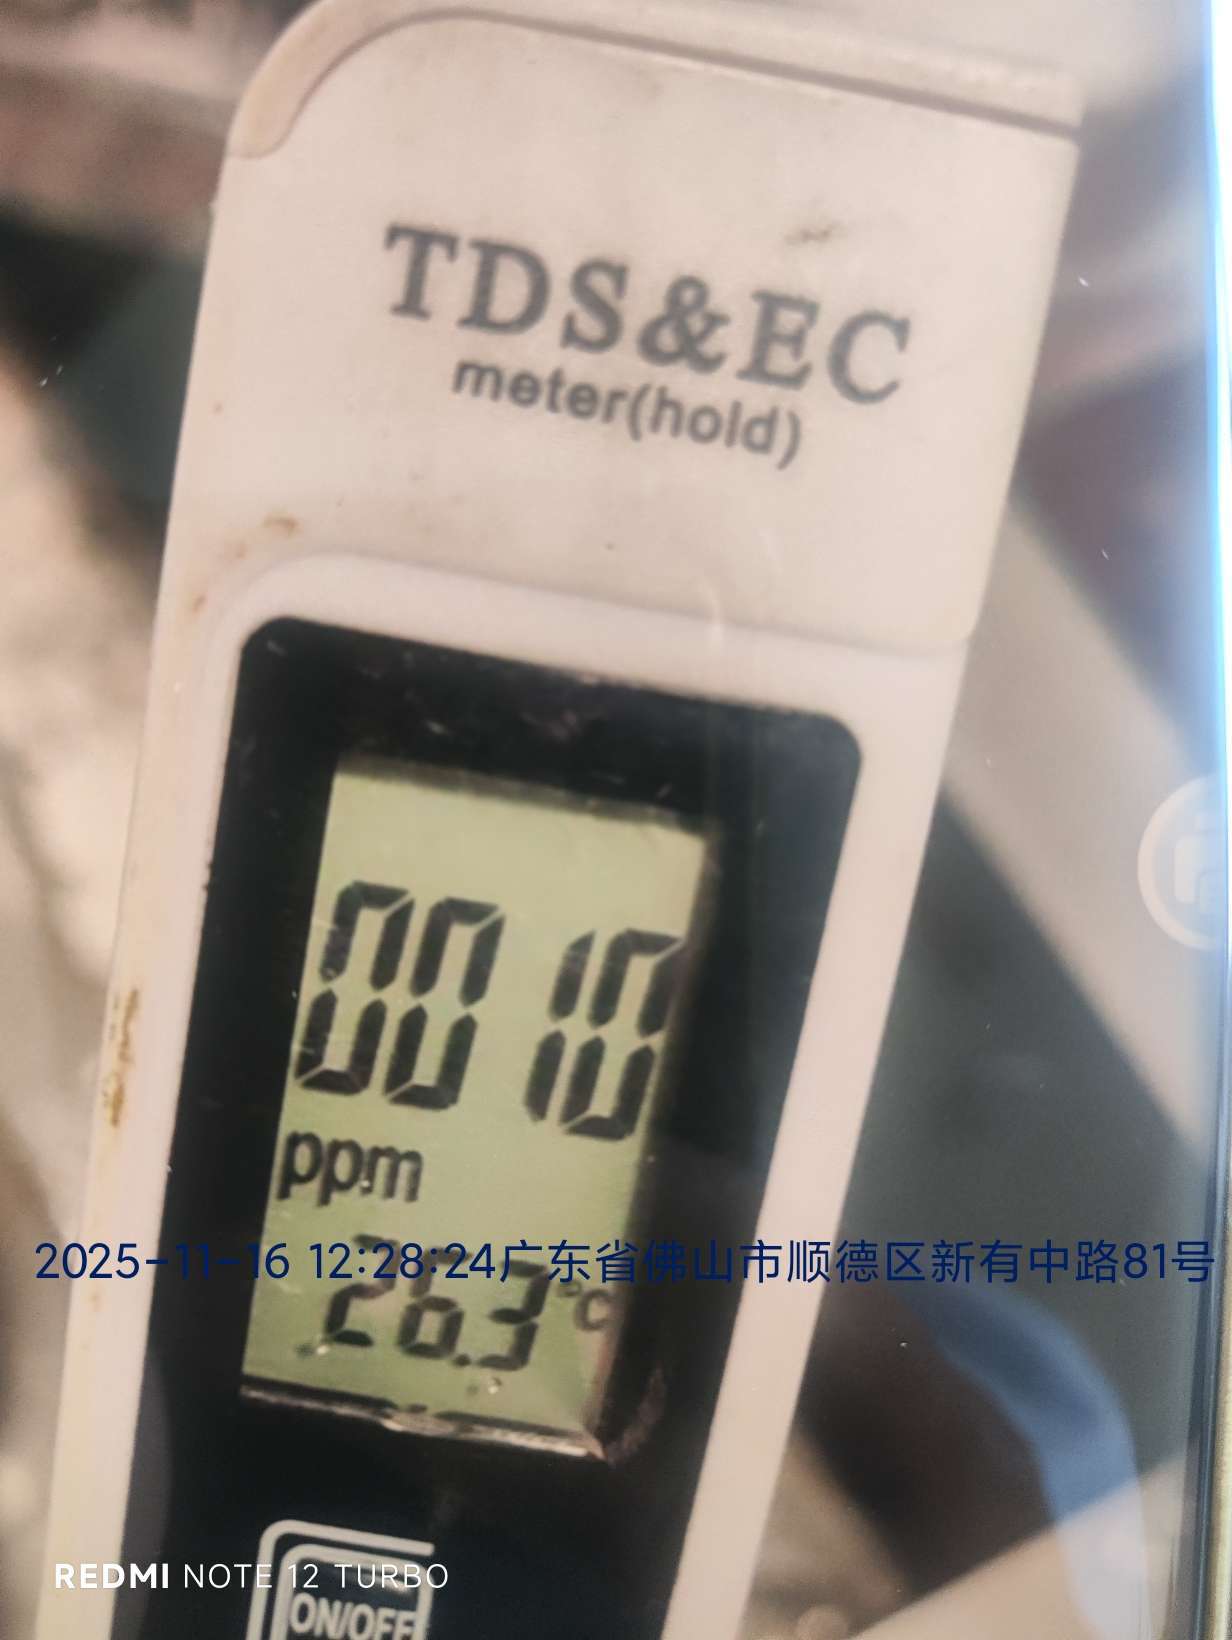 TDS&EC
meter(hold)
0010
ppm
2025-11-16 12:28:24广东省佛山市顺德区新有中路81号
26.3°C
REDMI NOTE 12 TURBO
ON/OFF